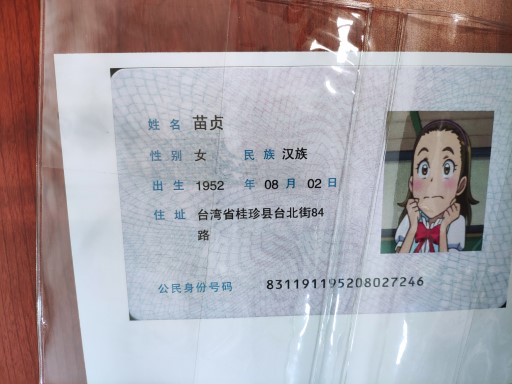 姓名 苗贞
性别 女 民族 汉族
出生 1952 年 08 月 02 日
住址 台湾省桂珍县台北街84
路
公民身份号码 831191195208027246